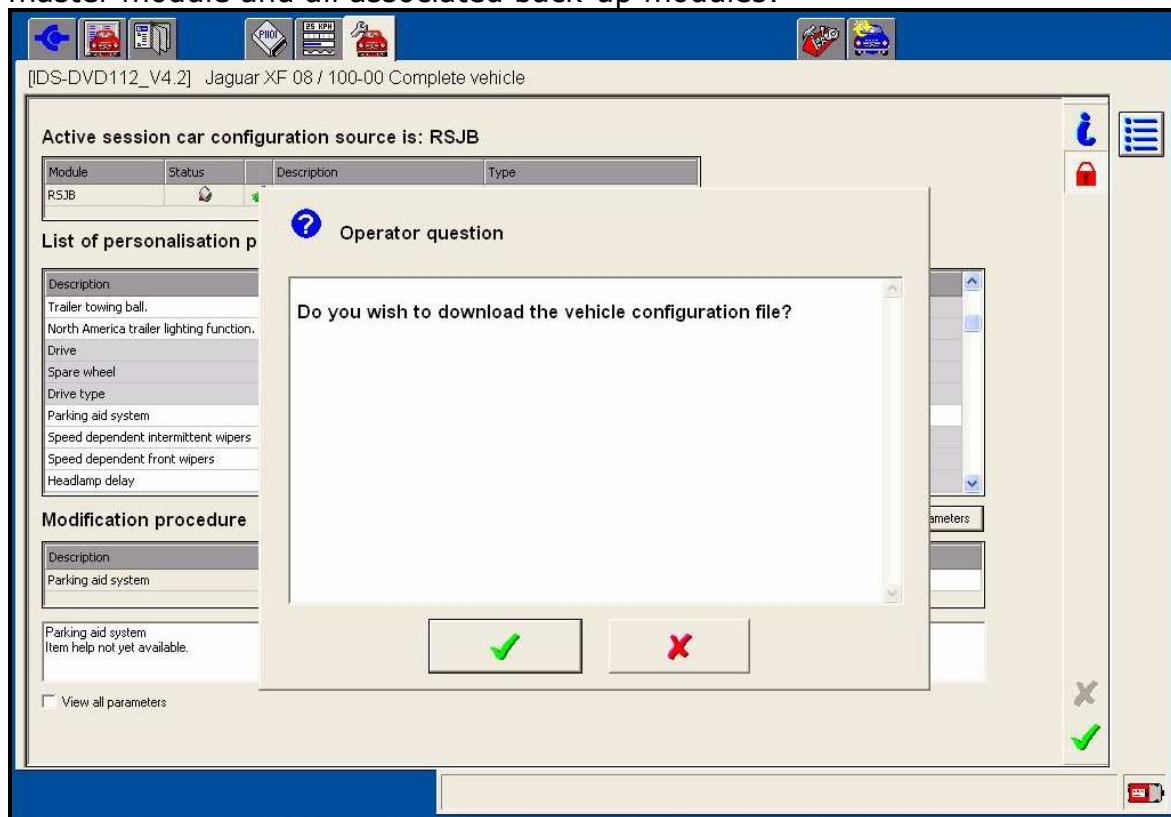 master module and all associated back-up modules.
PHOI
25 KPH
[IDS-DVD112_V4.2] Jaguar XF 08 / 100-00 Complete vehicle
Active session car configuration source is: RSJB
Module Status Description Type
RSJB
List of personalisation p
Description
Trailer towing ball.
North America trailer lighting function.
Drive
Spare wheel
Drive type
Parking aid system
Speed dependent intermittent wipers
Speed dependent front wipers
Headlamp delay
Operator question
Do you wish to download the vehicle configuration file?
Modification procedure
ameters
Description
Parking aid system
Parking aid system
Item help not yet available.
View all parameters